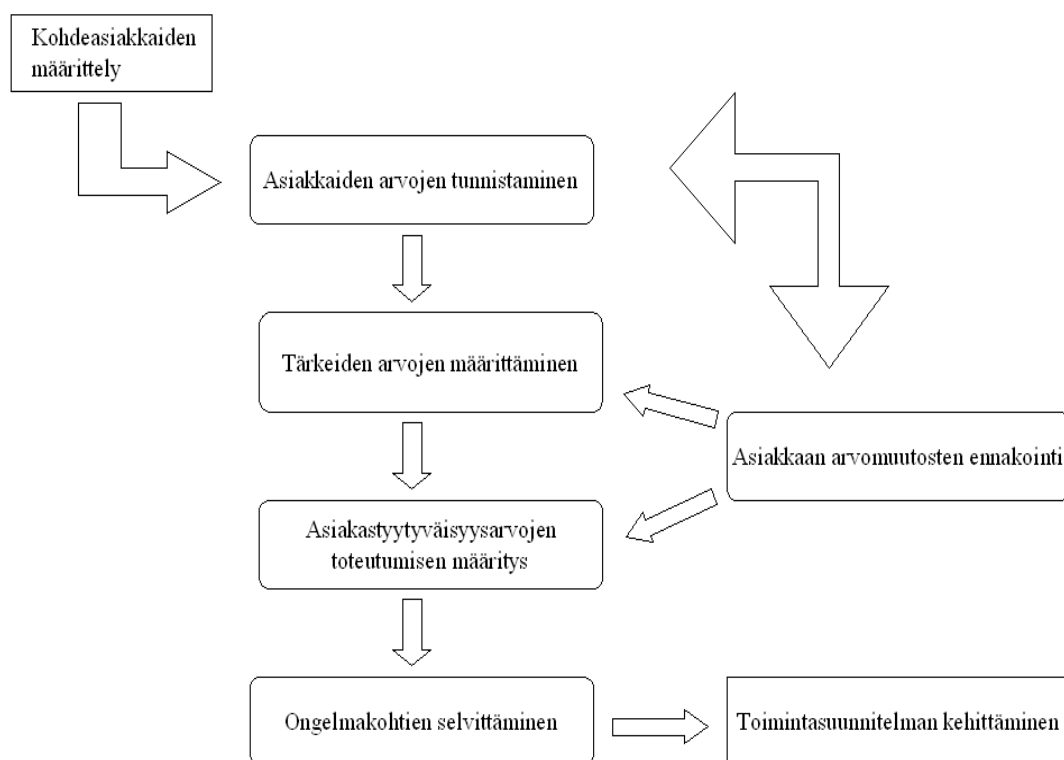 Kohdeasiakkaiden
määrittely
Asiakkaiden arvojen tunnistaminen
Tärkeiden arvojen määrittäminen
Asiakkaan arvomuutosten ennakointi
Asiakastyytyväisyysarvojen
toteutumisen määritys
Ongelmakohtien selvittäminen
Toimintasuunnitelman kehittäminen